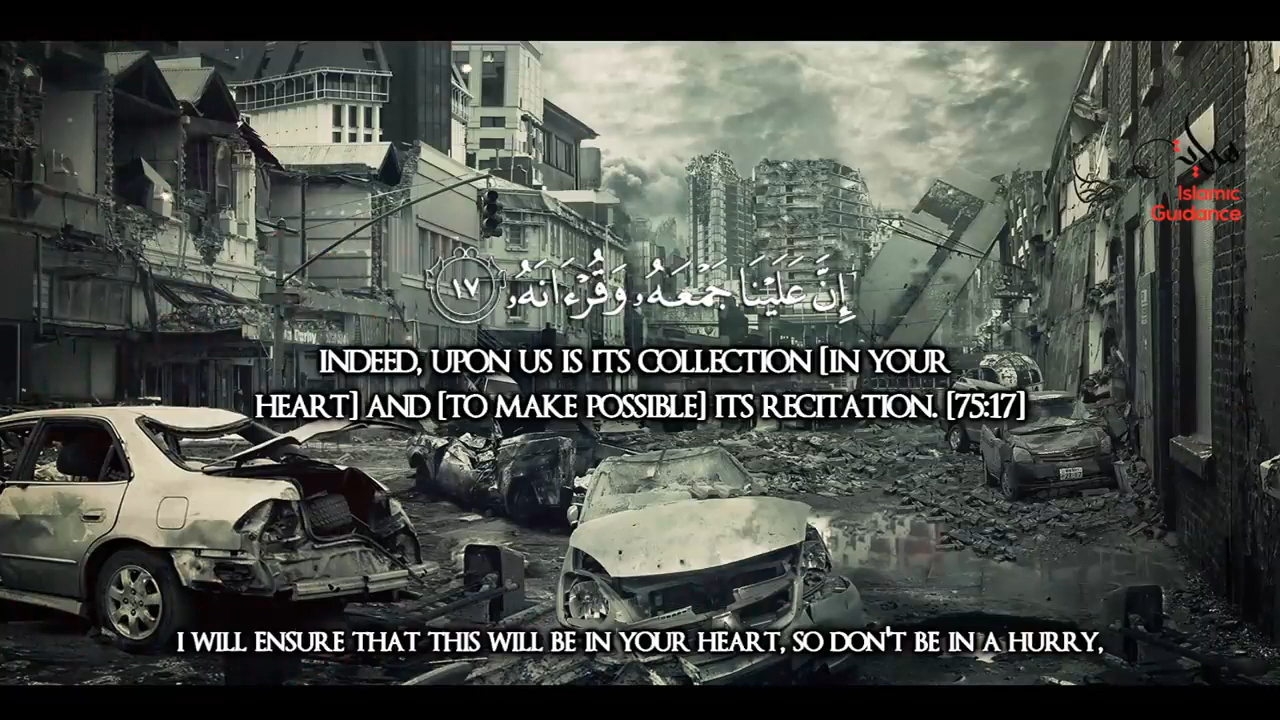 Islamic
Guidance
إِنَّ عَلَيْنَا جَمْعَهُۥ وَقُرْءَانَهُۥ ١٧
INDEED, UPON US IS ITS COLLECTION [IN YOUR
HEART] AND [TO MAKE POSSIBLE] ITS RECITATION. [75:17]
I WILL ENSURE THAT THIS WILL BE IN YOUR HEART, SO DON'T BE IN A HURRY,